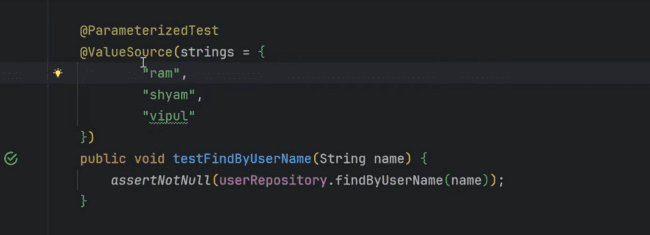 @ParameterizedTest
@ValueSource(strings = {
"ram",
"shyam",
"vipul"
})
public void testFindByUserName(String name) {
assertNotNull(userRepository.findByUserName(name));
}